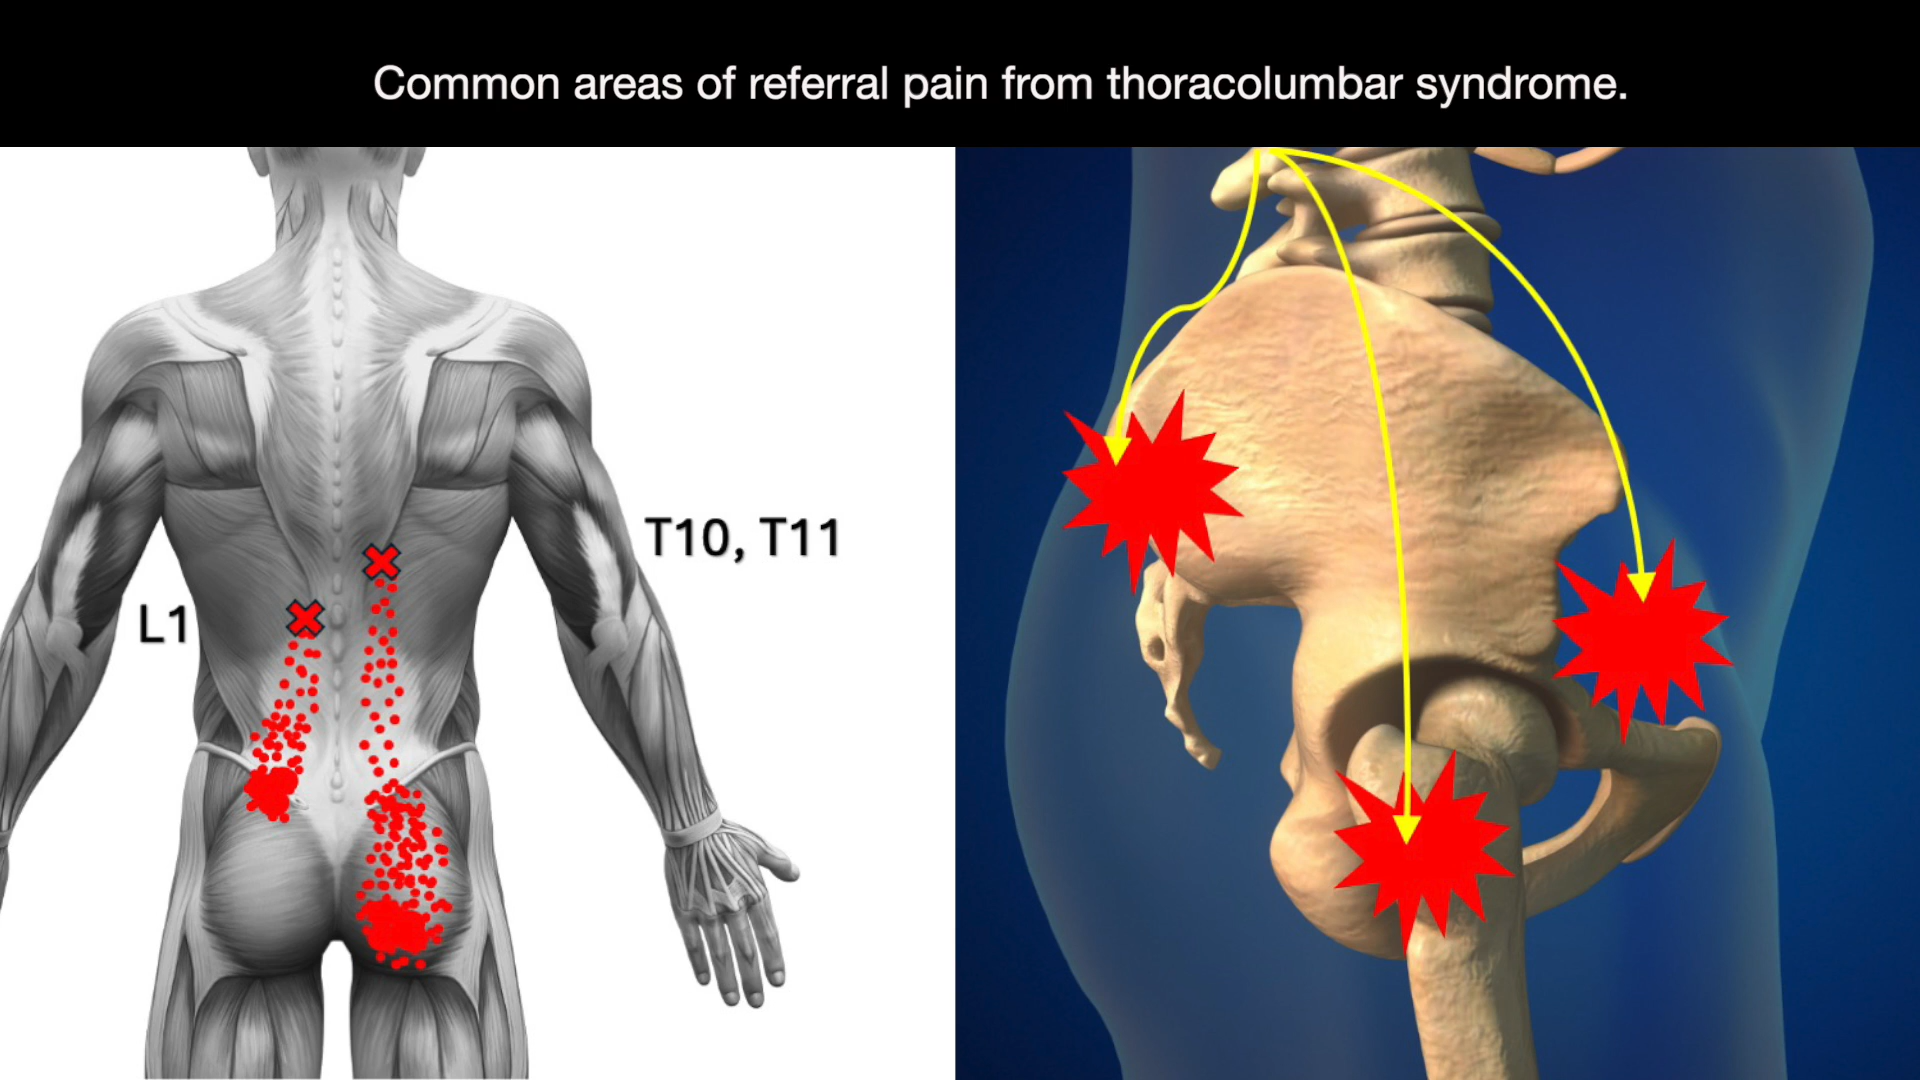 Common areas of referral pain from thoracolumbar syndrome.
T10, T11
L1